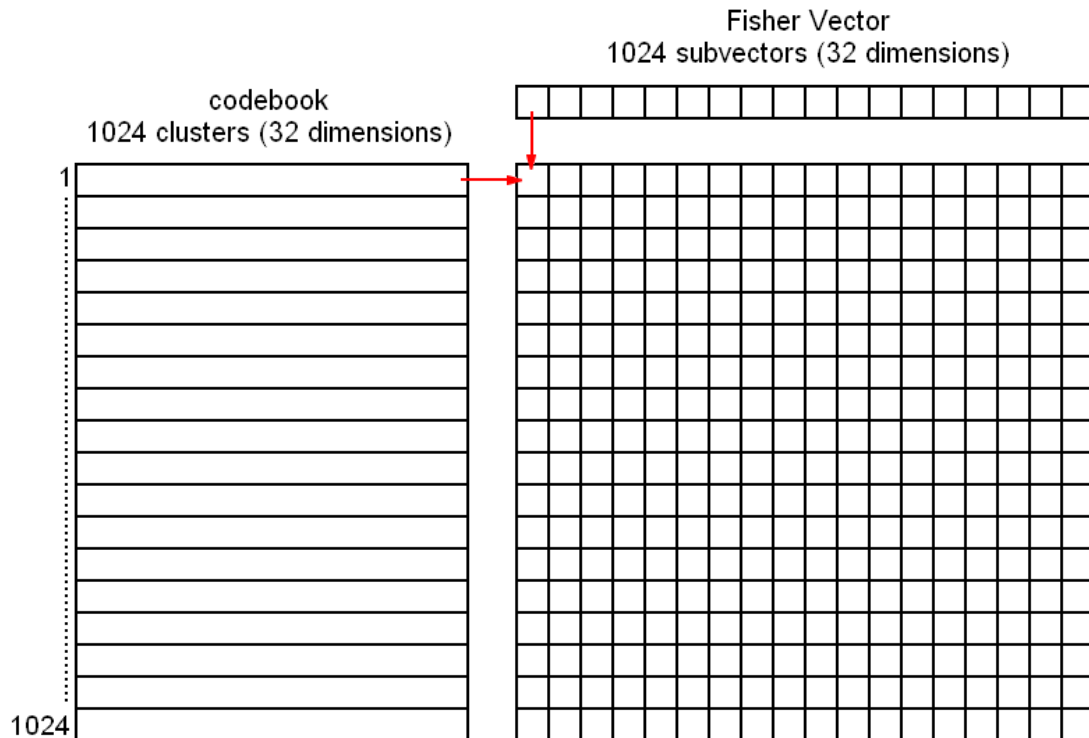 Fisher Vector
1024 subvectors (32 dimensions)
codebook
1024 clusters (32 dimensions)
1
1024